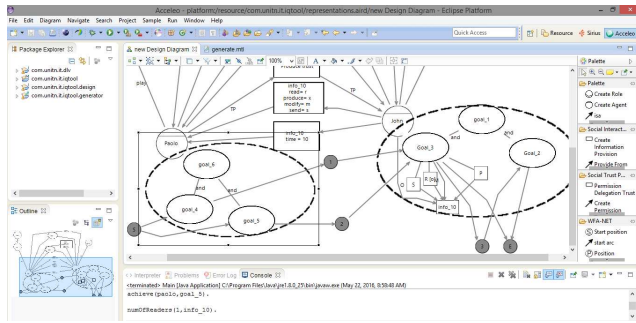 Acceleo - platform:/resource/com.unitn.it.iqtool/representations.aird/new Design Diagram - Eclipse Platform
File Edit Diagram Navigate Search Project Sample Run Window Help
Quick Access
Resource
Sirius
Acceleo
Package Explorer
com.unitn.it.dlv
com.unitn.it.iqtool
com.unitn.it.iqtool.design
com.unitn.it.iqtool.generator
Outline
new Design Diagram
generate.mtl
100%
play
TP
info_10
read= r
produce= x
modify= m
send= s
TP
info_10
time = 10
Paolo
John
goal_6
and
and
goal_4
goal_5
goal_1
and
and
Goal_3
Goal_2
O
S
P
info_10
1
2
Palette
Palette
Create Role
Create Agent
isa
Social Interact...
Create
Information
Provision
Provide From
Social Trust P...
Permission
Delegation Trust
Create
Permission
WFA-NET
Start position
start arc
Position
Interpreter
Problems
Error Log
Console
<terminated> Main [Java Application] C:\Program Files\Java\jre1.8.0_25\bin\javaw.exe (May 22, 2016, 8:58:48 AM)
achieve(paolo,goal_5).
numOfReaders(1,info_10).